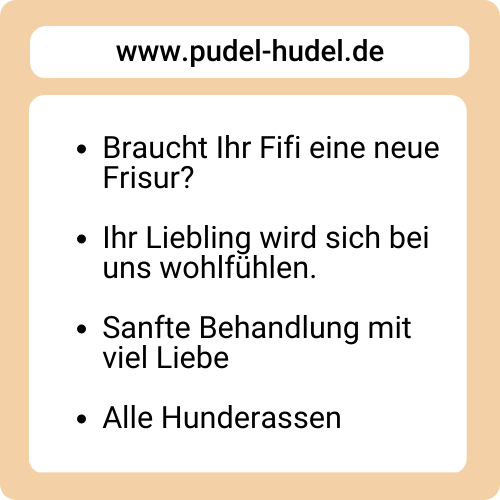 www.pudel-hudel.de
• Braucht Ihr Fifi eine neue
Frisur?
• Ihr Liebling wird sich bei
uns wohlfühlen.
• Sanfte Behandlung mit
viel Liebe
• Alle Hunderassen